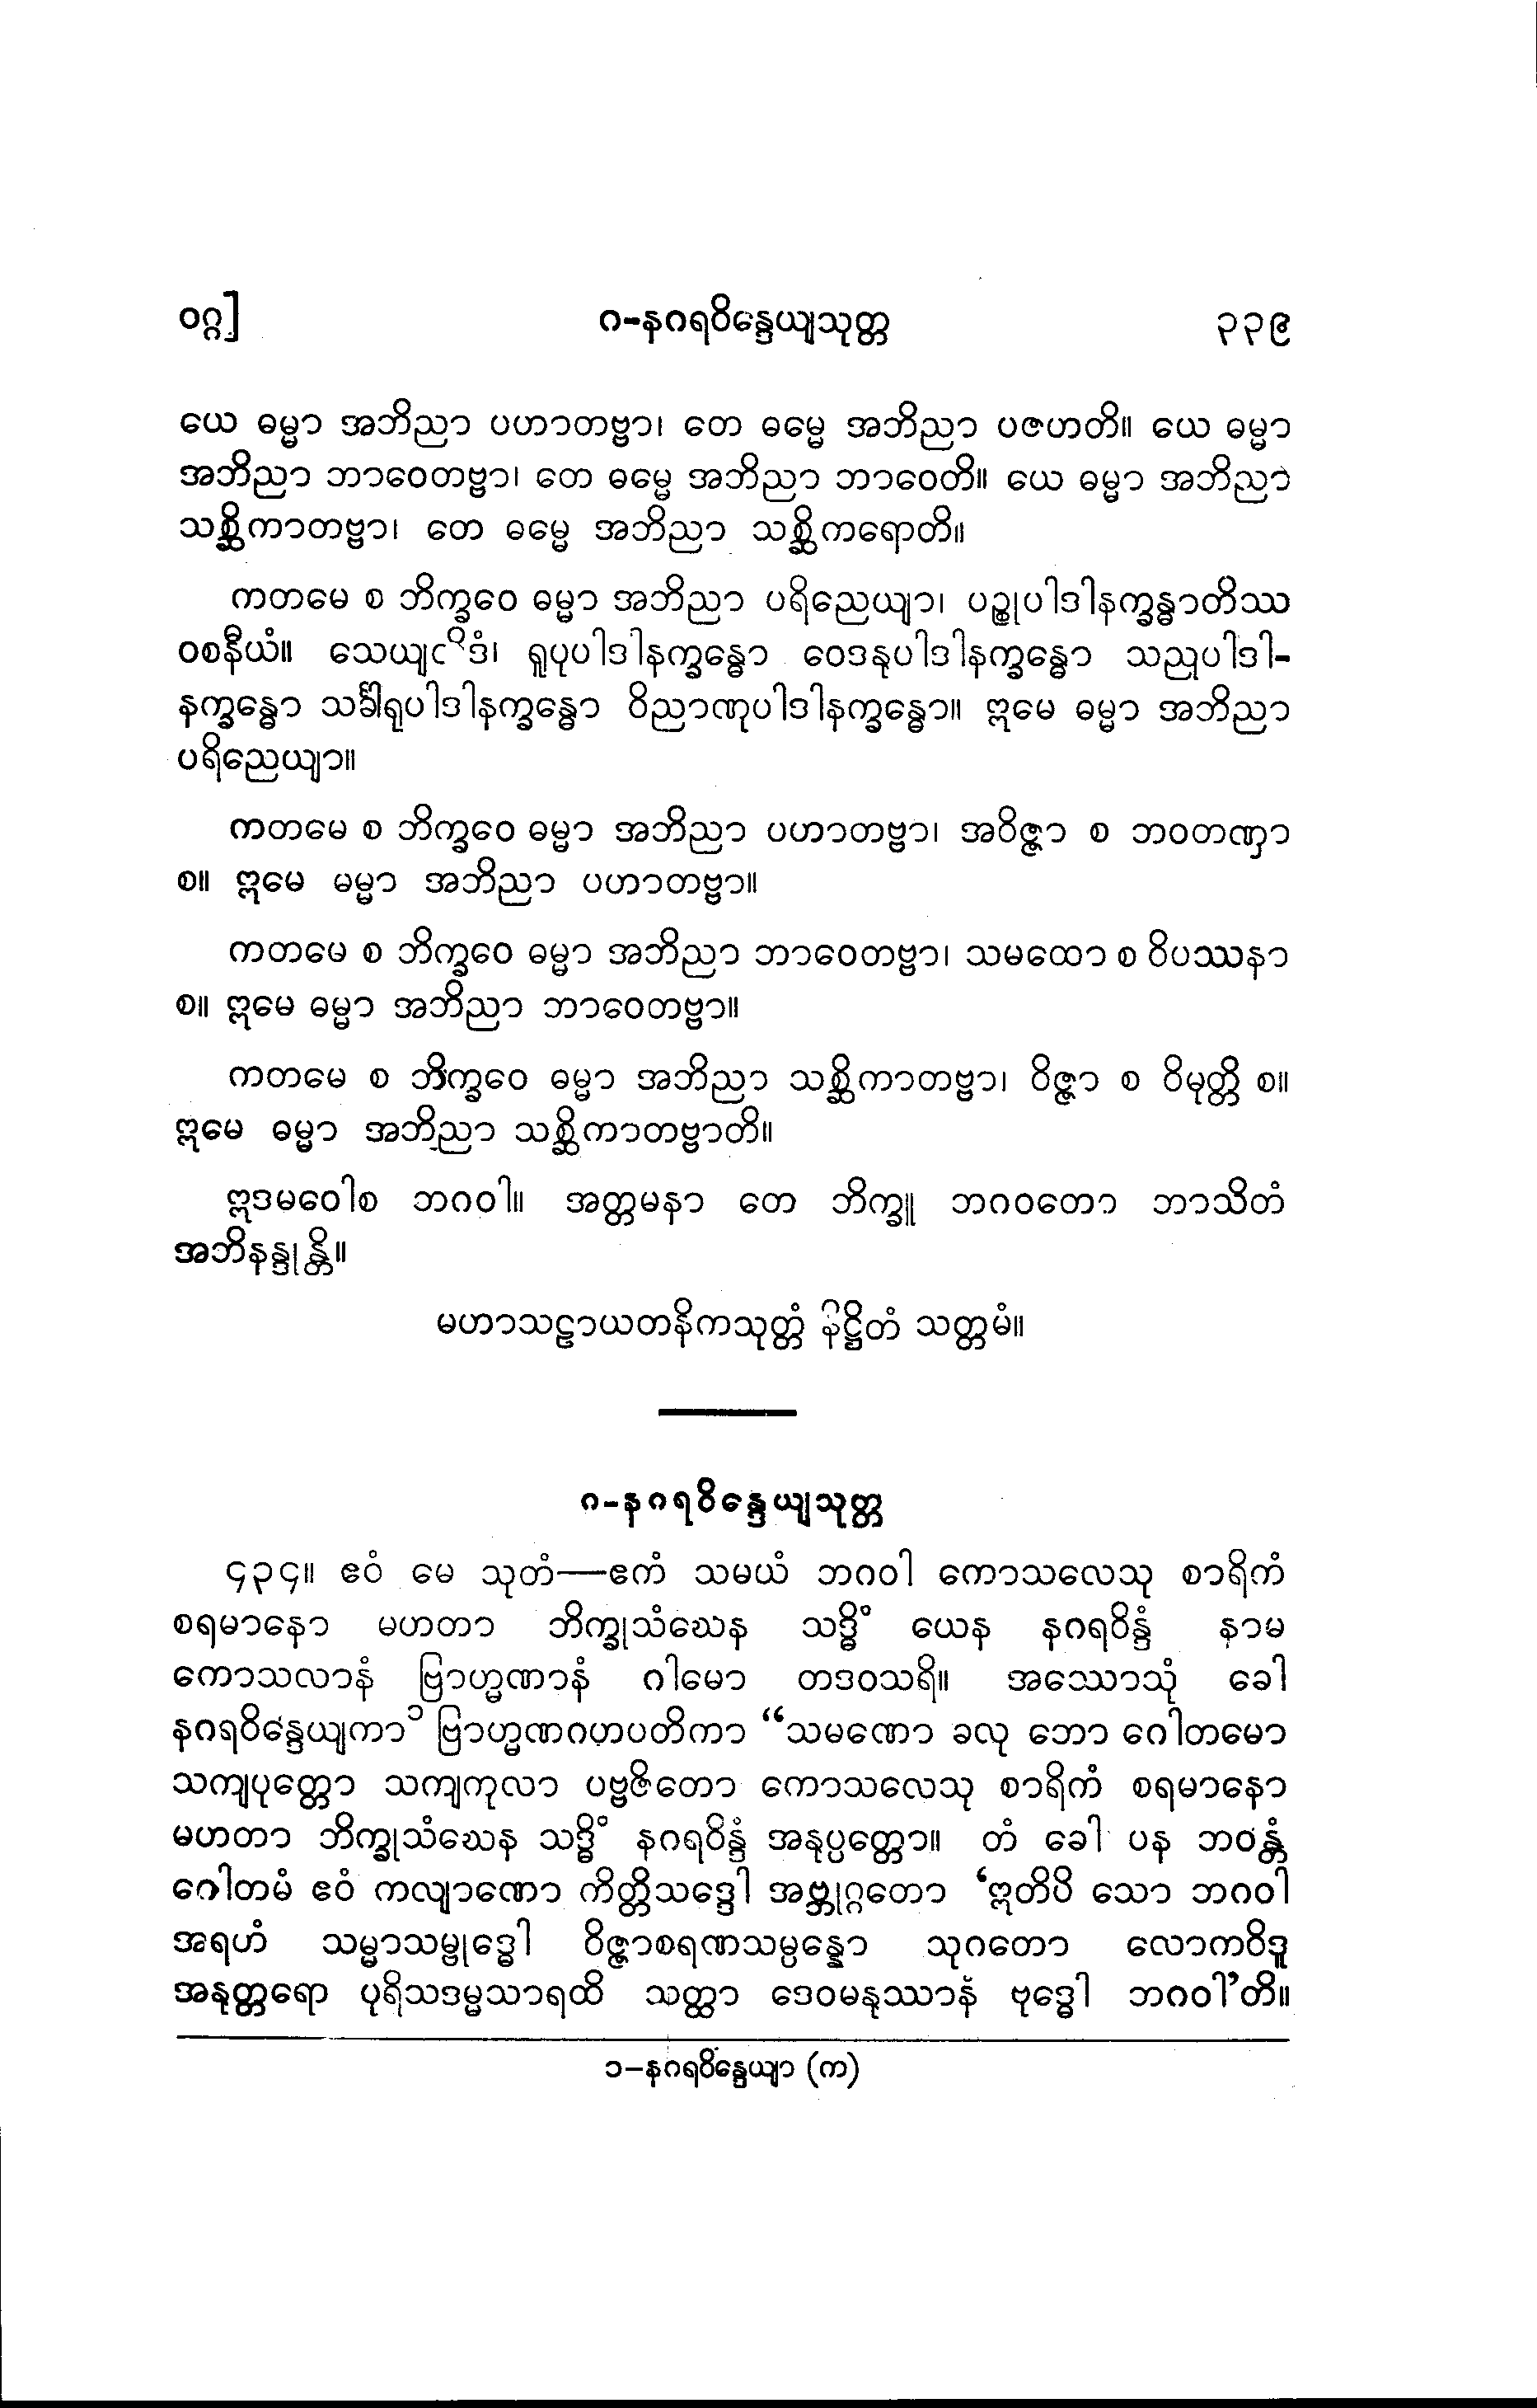 ဝဂ္ဂ] ဂ-နဂရဝိန္ဒေယျသုတ္တ ၃၃၉
ယေ ဓမ္မာ အဘိညာ ပဟာတဗ္ဗာ၊ တေ ဓမ္မေ အဘိညာ ပဇဟတိ။ ယေ ဓမ္မာ
အဘိညာ ဘာဝေတဗ္ဗာ၊ တေ ဓမ္မေ အဘိညာ ဘာဝေတိ။ ယေ ဓမ္မာ အဘိညာ
သစ္ဆိကာတဗ္ဗာ၊ တေ ဓမ္မေ အဘိညာ သစ္ဆိကရောတိ။
ကတမေ စ ဘိက္ခဝေ ဓမ္မာ အဘိညာ ပရိညေယျာ၊ ပဉ္စုပါဒါနက္ခန္ဓာတိဿ
ဝစနီယံ။ သေယျထိဒံ၊ ရူပုပါဒါနက္ခန္ဓော ဝေဒနုပါဒါနက္ခန္ဓော သညုပါဒါ-
နက္ခန္ဓော သင်္ခါရုပါဒါနက္ခန္ဓော ဝိညာဏုပါဒါနက္ခန္ဓော။ ဣမေ ဓမ္မာ အဘိညာ
ပရိညေယျာ။
ကတမေ စ ဘိက္ခဝေ ဓမ္မာ အဘိညာ ပဟာတဗ္ဗာ၊ အဝိဇ္ဇာ စ ဘဝတဏှာ
စ။ ဣမေ မမ္မာ အဘိညာ ပဟာတဗ္ဗာ။
ကတမေ စ ဘိက္ခဝေ ဓမ္မာ အဘိညာ ဘာဝေတဗ္ဗာ၊ သမထော စ ဝိပဿနာ
စ။ ဣမေ ဓမ္မာ အဘိညာ ဘာဝေတဗ္ဗာ။
ကတမေ စ ဘိက္ခဝေ ဓမ္မာ အဘိညာ သစ္ဆိကာတဗ္ဗာ၊ ဝိဇ္ဇာ စ ဝိမုတ္တိ စ။
ဣမေ ဓမ္မာ အဘိညာ သစ္ဆိကာတဗ္ဗာတိ။
ဣဒမဝေါစ ဘဂဝါ။ အတ္တမနာ တေ ဘိက္ခူ ဘဂဝတော ဘာသိတံ
အဘိနန္ဒုန္တိ။
မဟာသဠာယတနိကသုတ္တံ နိဋ္ဌိတံ သတ္တမံ။
ဂ-နဂရဝိန္ဒေယျသုတ္တ
၄၃၄။ ဧဝံ မေ သုတံ—ဧကံ သမယံ ဘဂဝါ ကောသလေသု စာရိကံ
စရမာနော မဟတာ ဘိက္ခုသံဃေန သဒ္ဓိံ ယေန နဂရဝိန္ဒံ နာမ
ကောသလာနံ ဗြာဟ္မဏာနံ ဂါမော တဒဝသရိ။ အဿောသုံ ခေါ
နဂရဝိန္ဒေယျကာ၁ ဗြာဟ္မဏဂဟပတိကာ “သမဏော ခလု ဘော ဂေါတမော
သကျပုတ္တော သကျကုလာ ပဗ္ဗဇိတော ကောသလေသု စာရိကံ စရမာနော
မဟတာ ဘိက္ခုသံဃေန သဒ္ဓိံ နဂရဝိန္ဒံ အနုပ္ပတ္တော။ တံ ခေါ ပန ဘဝန္တံ
ဂေါတမံ ဧဝံ ကလျာဏော ကိတ္တိသဒ္ဒေါ အဗ္ဘုဂ္ဂတော ‘ဣတိပိ သော ဘဂဝါ
အရဟံ သမ္မာသမ္ဗုဒ္ဓေါ ဝိဇ္ဇာစရဏသမ္ပန္နော သုဂတော လောကဝိဒူ
အနုတ္တရော ပုရိသဒမ္မသာရထိ သတ္ထာ ဒေဝမနုဿာနံ ဗုဒ္ဓေါ ဘဂဝါ’တိ။
၁-နဂရဝိန္ဒေယျာ (က)